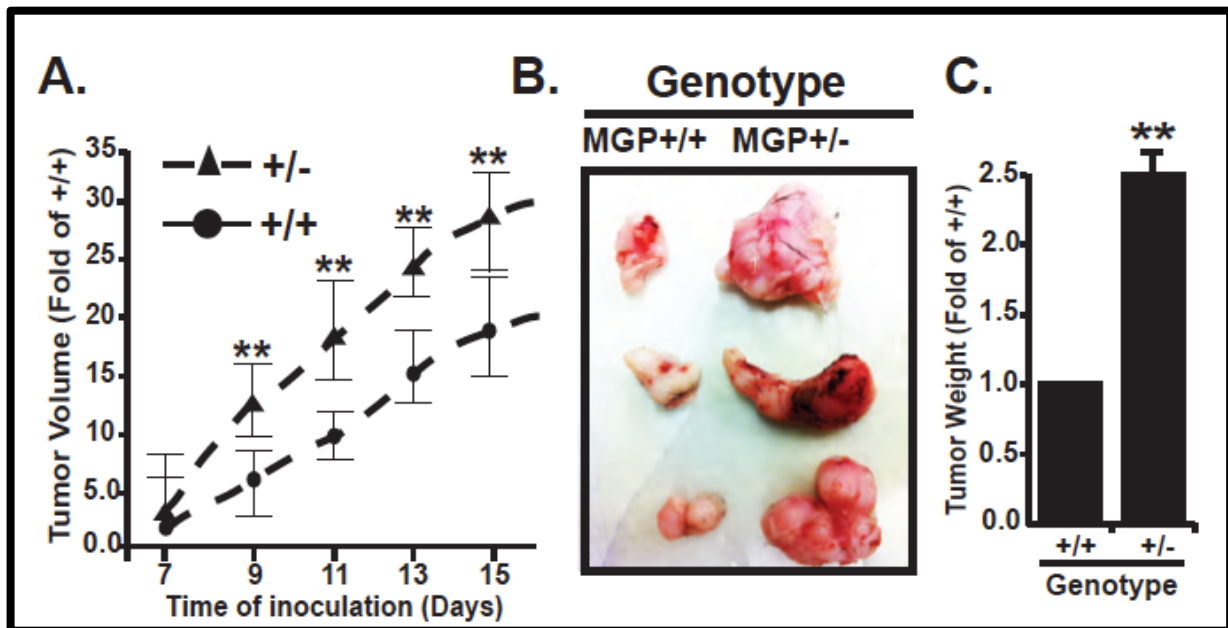 A.
Tumor Volume (Fold of +/+)
35
30
25
20
15
10
5.0
0.0
+/-
+/+
**
**
**
**
7 9 11 13 15
Time of inoculation (Days)
B.
Genotype
MGP+/+ MGP+/-
C.
Tumor Weight (Fold of +/+)
**
2.5
2.0
1.5
1.0
0.5
0.0
+/+ +/-
Genotype